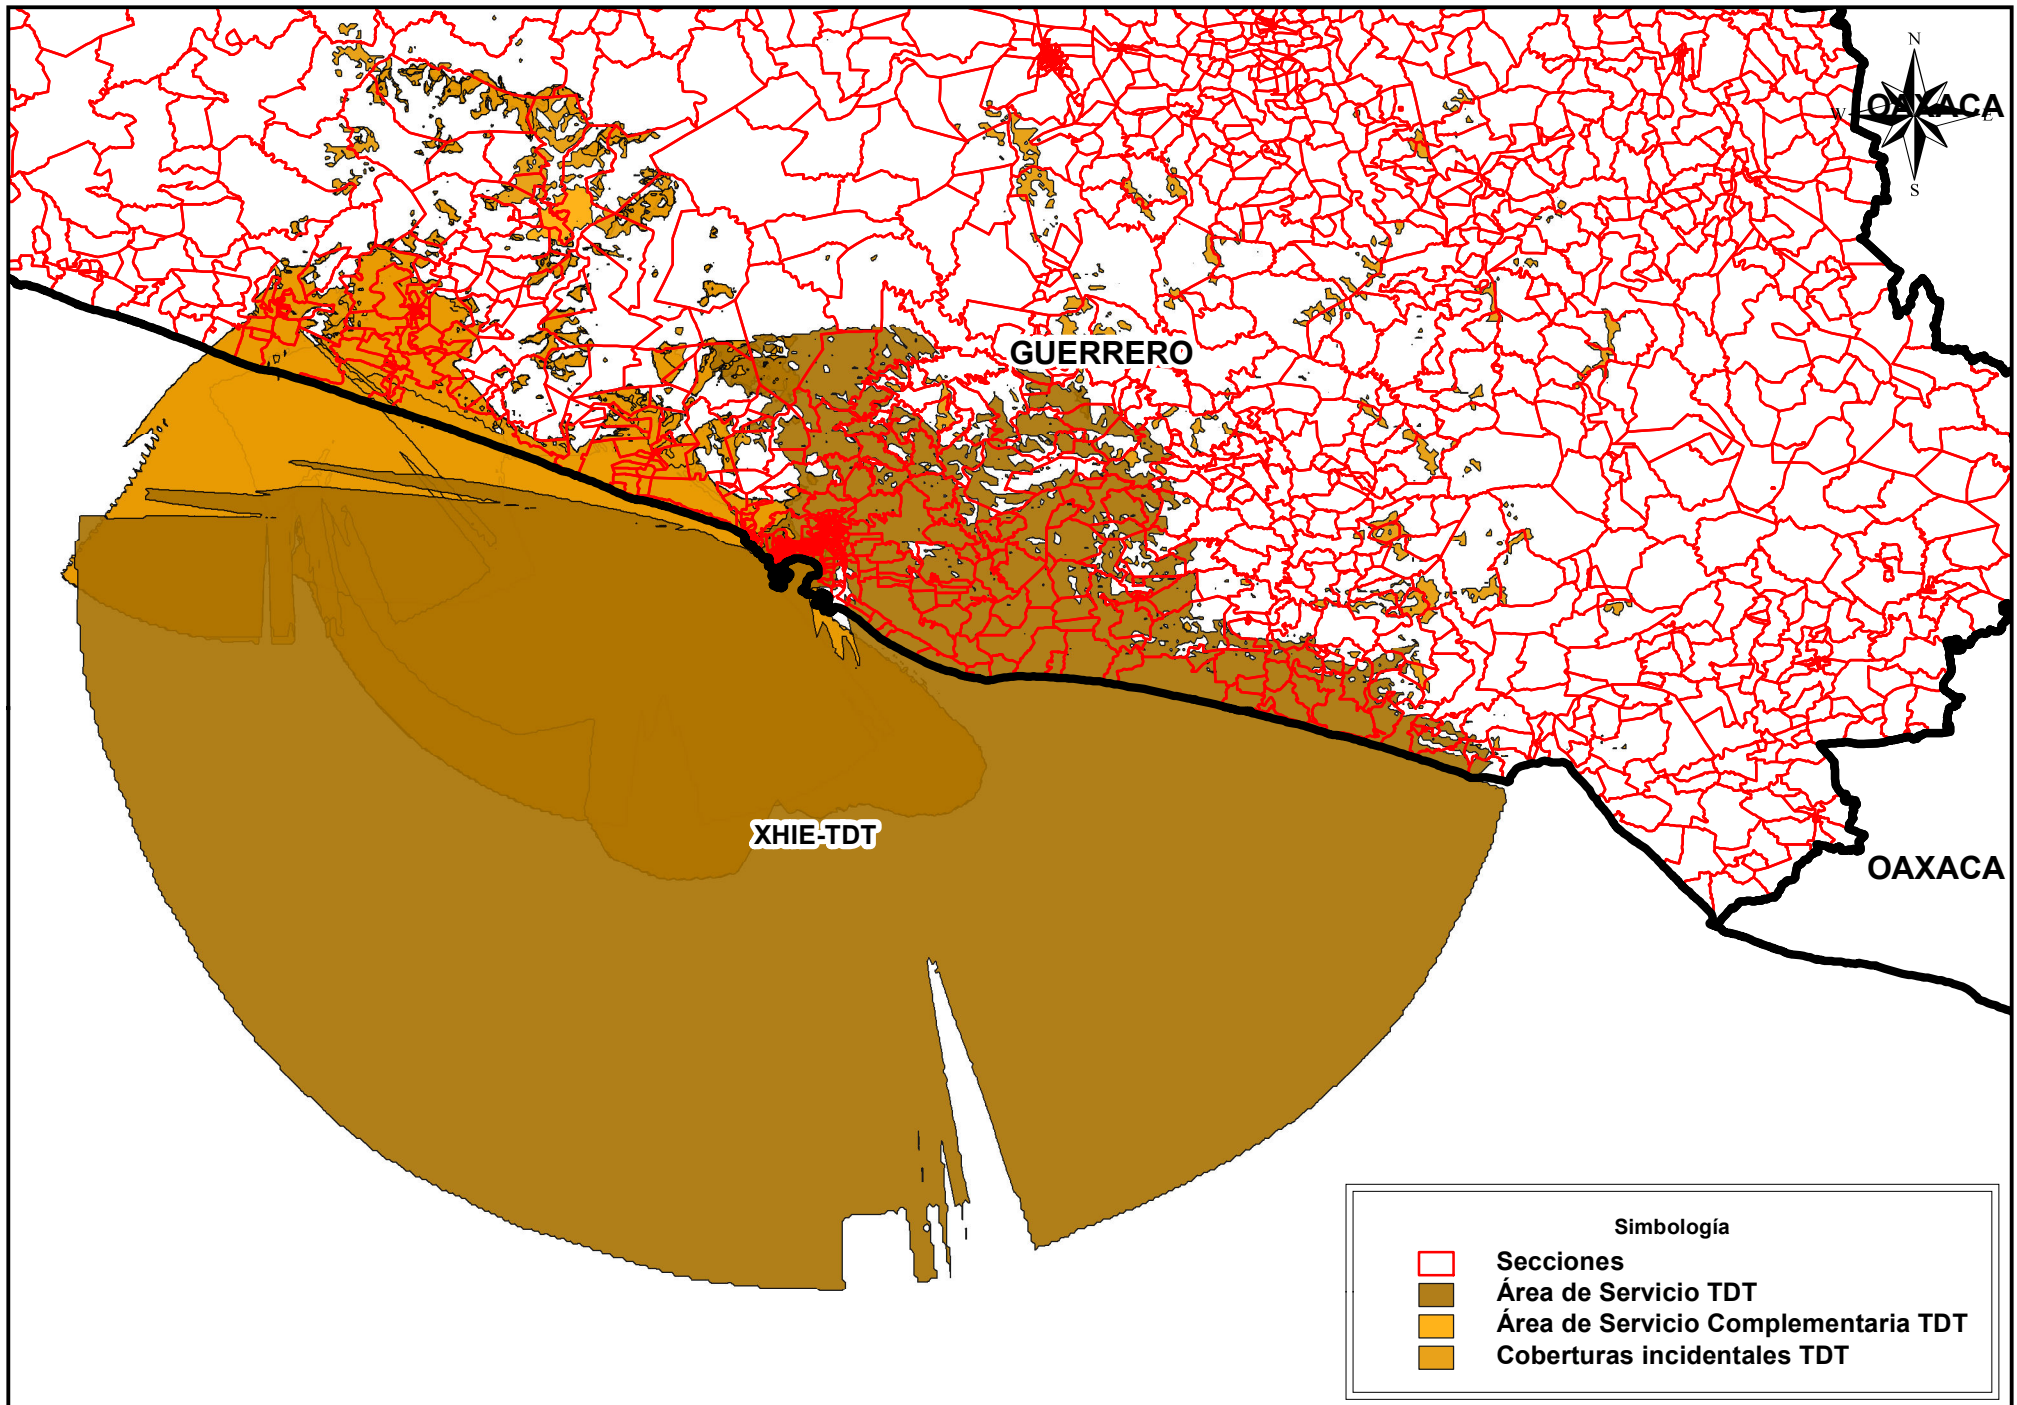 N
OAXACA
W
E
S
GUERRERO
XHIE-TDT
OAXACA
Simbología
Secciones
Área de Servicio TDT
Área de Servicio Complementaria TDT
Coberturas incidentales TDT